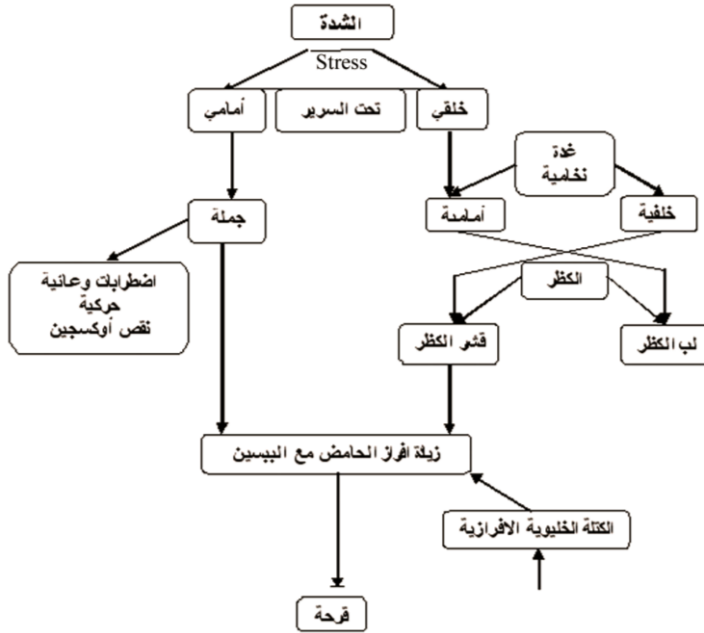 الشدة
Stress
خلقي
تحت السرير
أمامي
غدة
نخامية
خلفية
أمامية
جملة
اضطرابات وعائية
حركية
نقص أوكسجين
الكظر
قشر الكظر
لب الكظر
زيادة افراز الحامض مع الببسين
الكتلة الخليوية الافرازية
قرحة